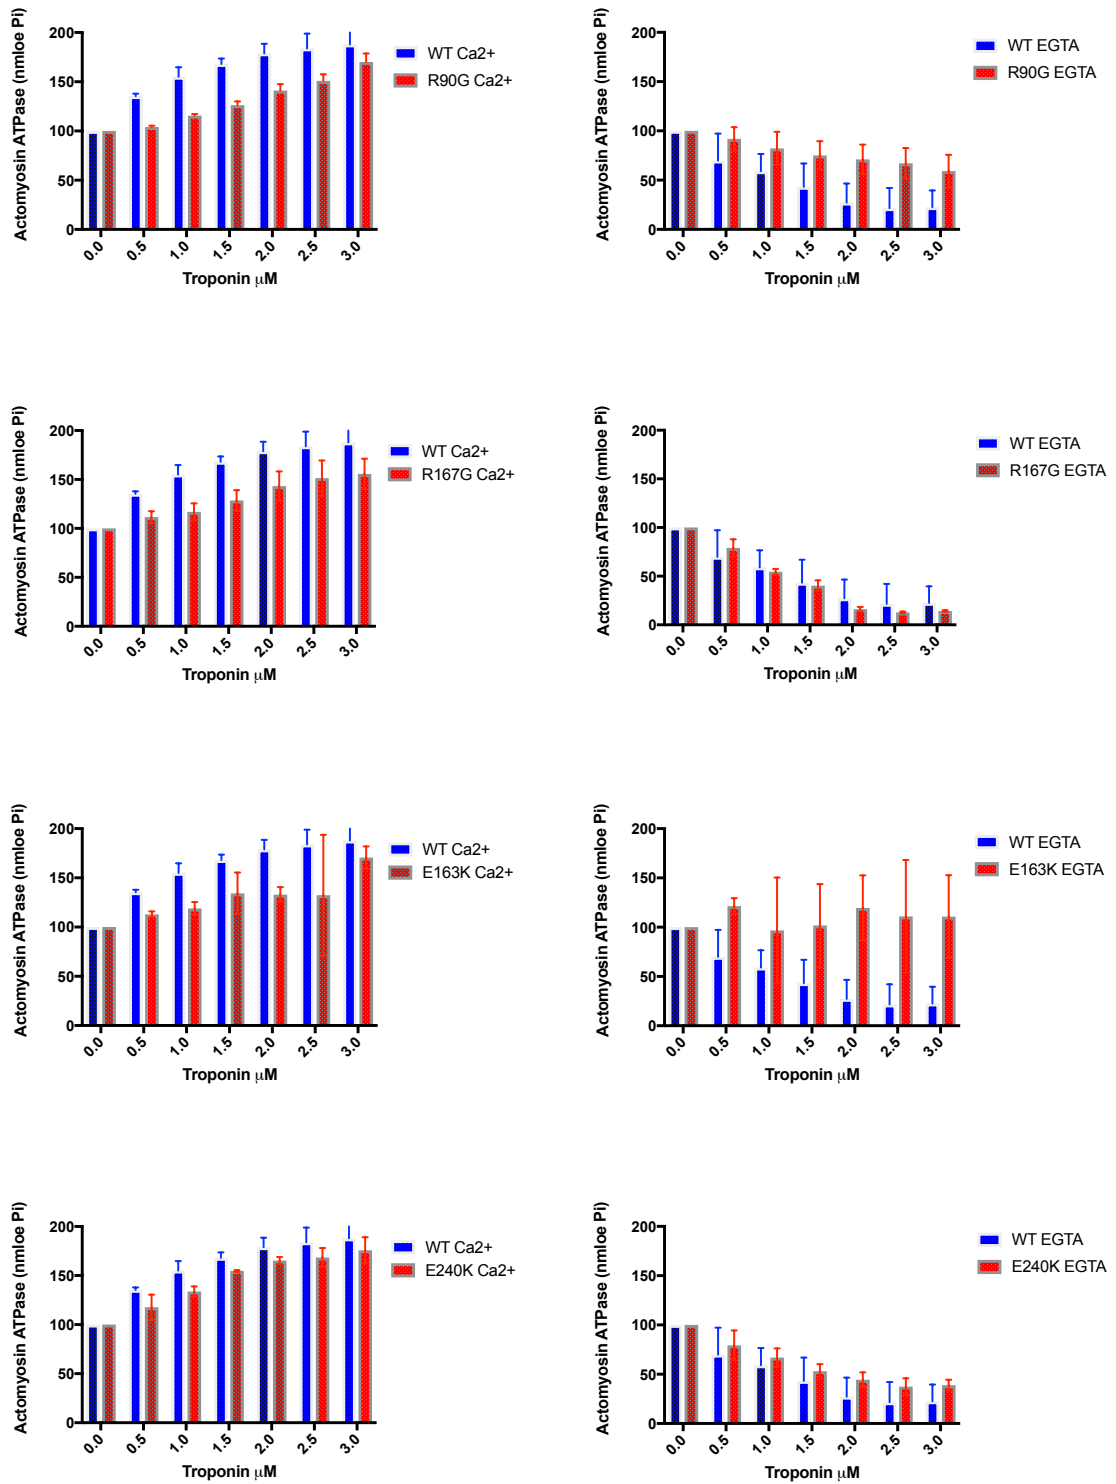 Actomyosin ATPase (nmloe Pi)
200
150
100
50
0
0.0 0.5 1.0 1.5 2.0 2.5 3.0
Troponin μM
WT Ca2+
R90G Ca2+
Actomyosin ATPase (nmloe Pi)
200
150
100
50
0
0.0 0.5 1.0 1.5 2.0 2.5 3.0
Troponin μM
WT EGTA
R90G EGTA
Actomyosin ATPase (nmloe Pi)
200
150
100
50
0
0.0 0.5 1.0 1.5 2.0 2.5 3.0
Troponin μM
WT Ca2+
R167G Ca2+
Actomyosin ATPase (nmloe Pi)
200
150
100
50
0
0.0 0.5 1.0 1.5 2.0 2.5 3.0
Troponin μM
WT EGTA
R167G EGTA
Actomyosin ATPase (nmloe Pi)
200
150
100
50
0
0.0 0.5 1.0 1.5 2.0 2.5 3.0
Troponin μM
WT Ca2+
E163K Ca2+
Actomyosin ATPase (nmloe Pi)
200
150
100
50
0
0.0 0.5 1.0 1.5 2.0 2.5 3.0
Troponin μM
WT EGTA
E163K EGTA
Actomyosin ATPase (nmloe Pi)
200
150
100
50
0
0.0 0.5 1.0 1.5 2.0 2.5 3.0
Troponin μM
WT Ca2+
E240K Ca2+
Actomyosin ATPase (nmloe Pi)
200
150
100
50
0
0.0 0.5 1.0 1.5 2.0 2.5 3.0
Troponin μM
WT EGTA
E240K EGTA